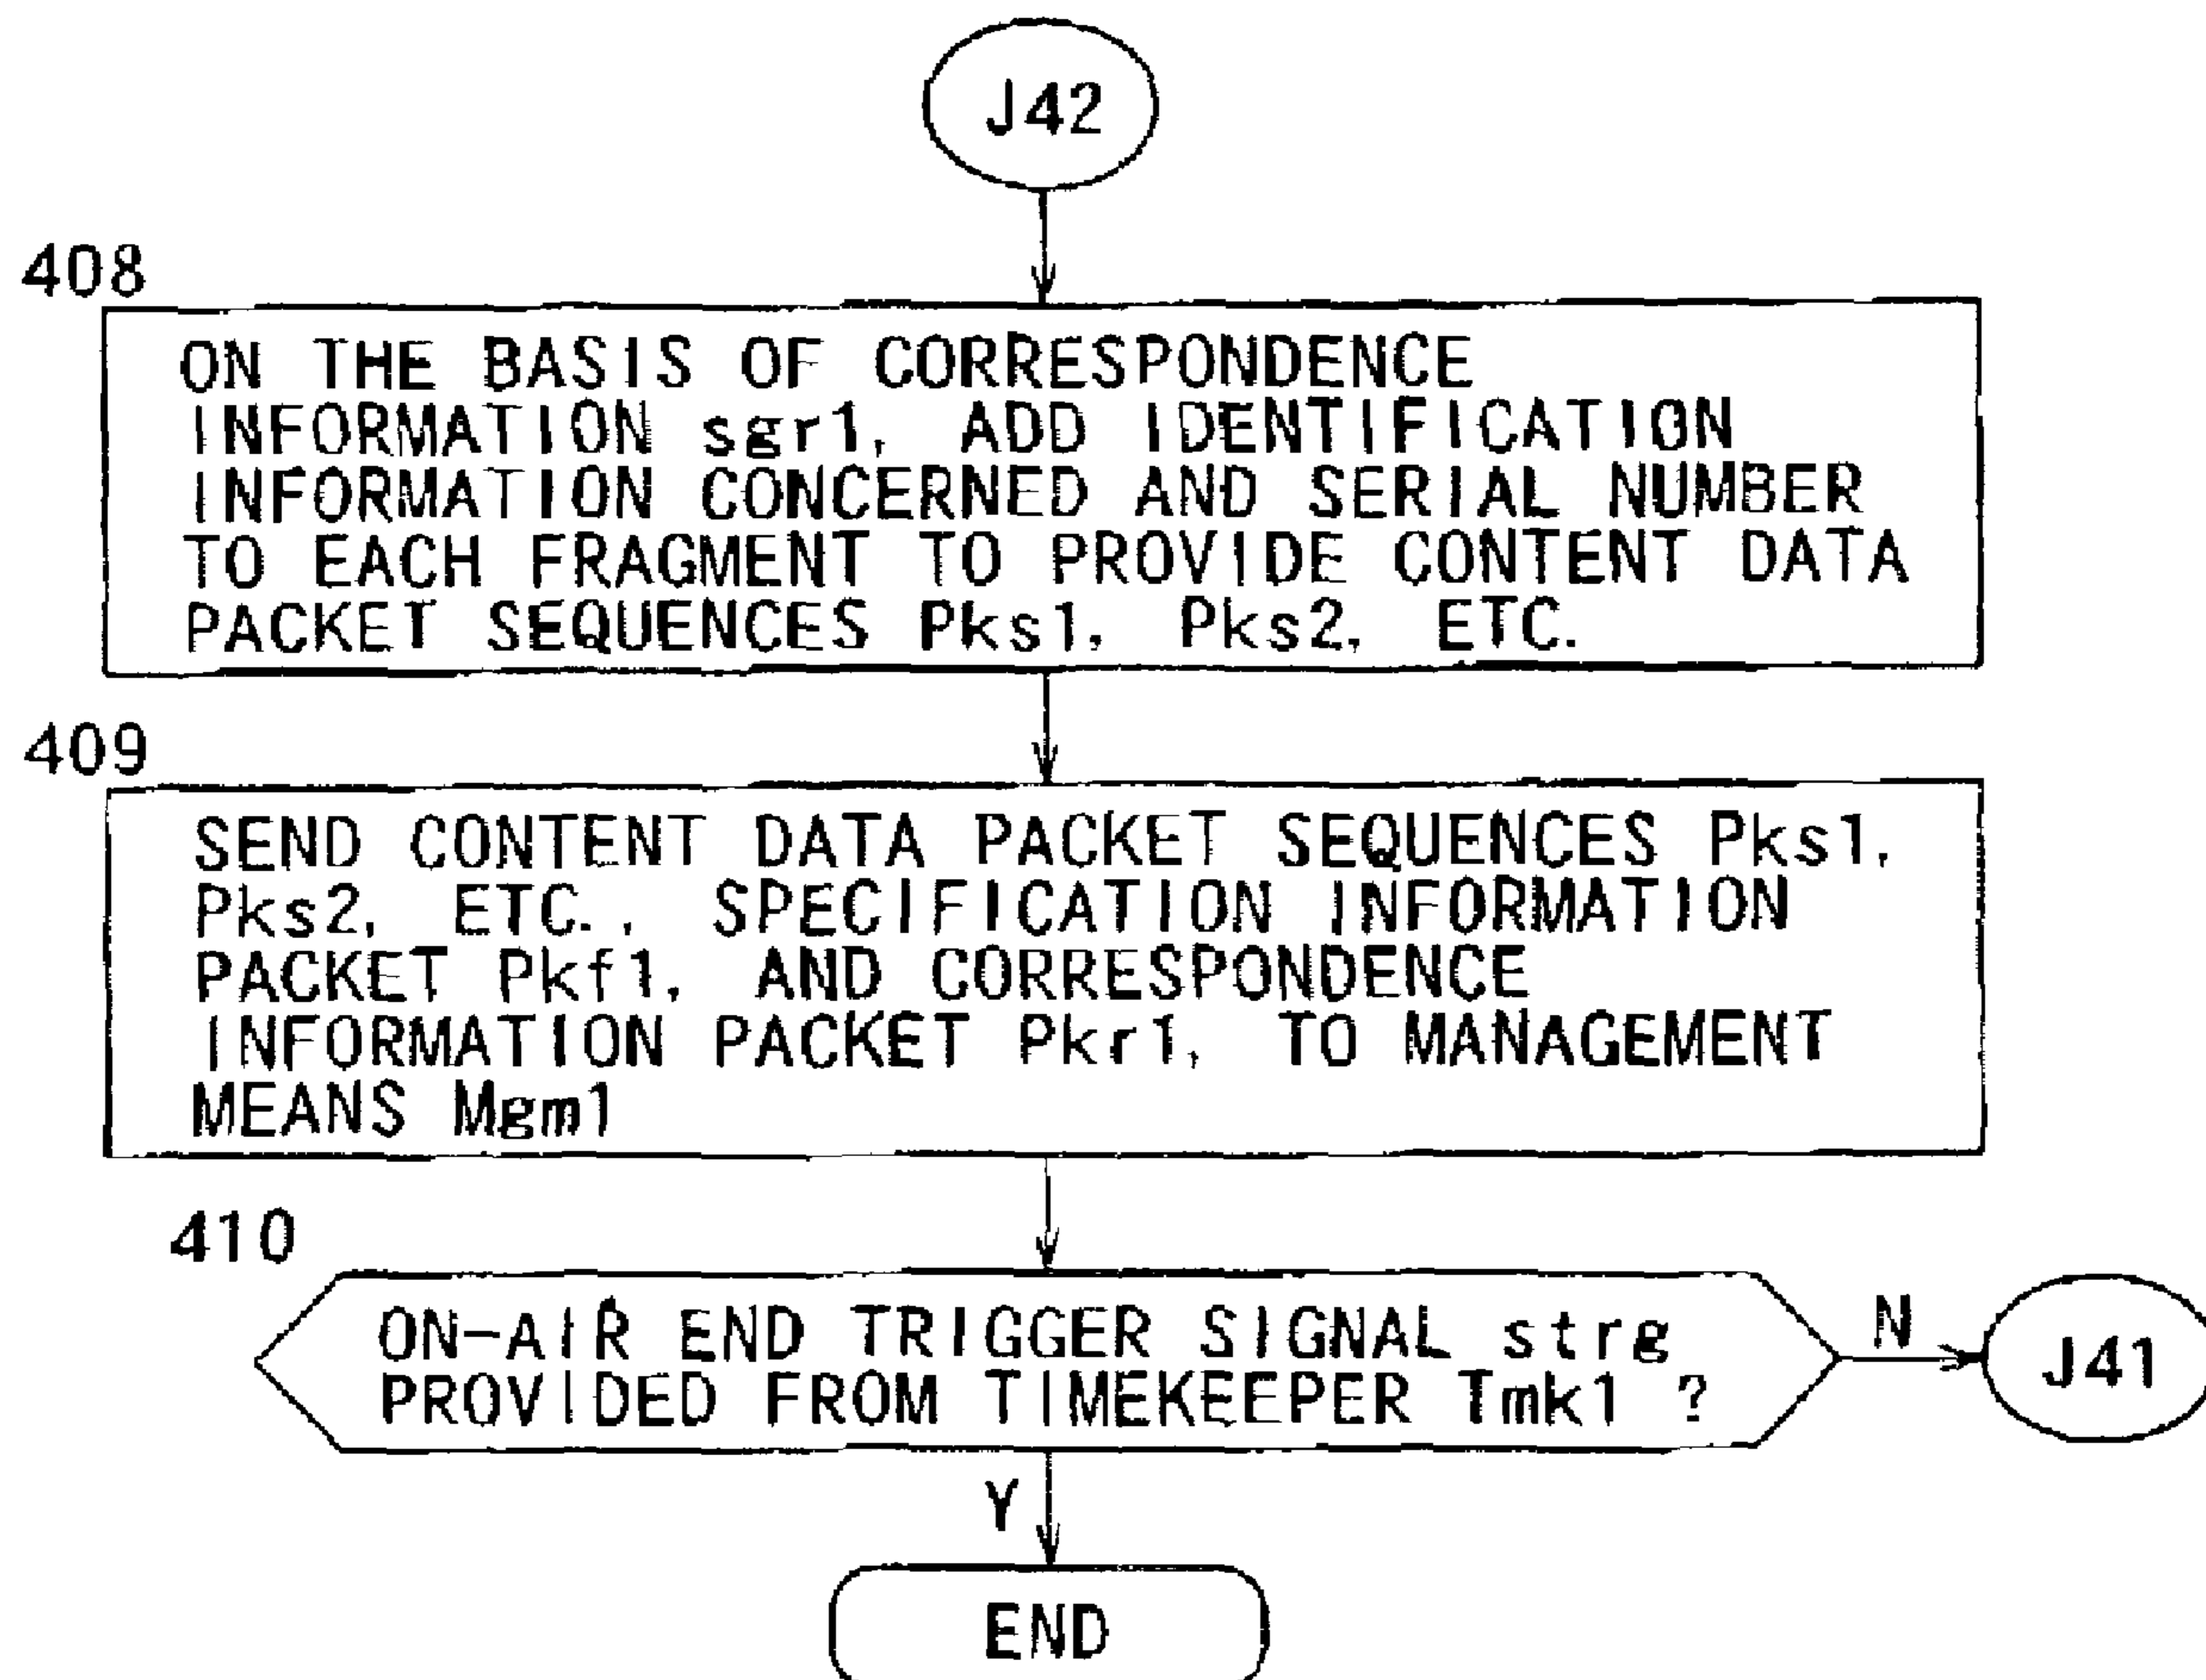 J42
408
ON THE BASIS OF CORRESPONDENCE
INFORMATION sgr1, ADD IDENTIFICATION
INFORMATION CONCERNED AND SERIAL NUMBER
TO EACH FRAGMENT TO PROVIDE CONTENT DATA
PACKET SEQUENCES Pks1, Pks2, ETC.
409
SEND CONTENT DATA PACKET SEQUENCES Pks1,
Pks2, ETC., SPECIFICATION INFORMATION
PACKET Pkf1, AND CORRESPONDENCE
INFORMATION PACKET Pkr1, TO MANAGEMENT
MEANS Mgm1
410
ON-AIR END TRIGGER SIGNAL strg
PROVIDED FROM TIMEKEEPER Tmk1 ?
N
J41
Y
END